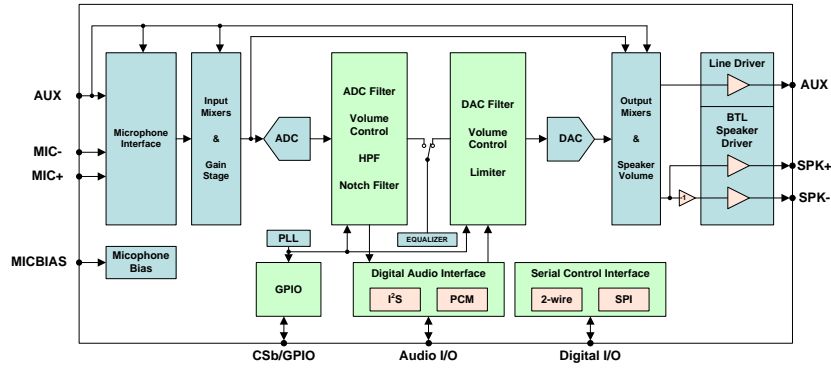 AUX
MIC-
MIC+
MICBIAS
Microphone
Interface
Micophone
Bias
Input
Mixers
&
Gain
Stage
ADC
ADC Filter
Volume
Control
HPF
Notch Filter
DAC Filter
Volume
Control
Limiter
DAC
Output
Mixers
&
Speaker
Volume
Line Driver
BTL
Speaker
Driver
-1
AUX
SPK+
SPK-
PLL
EQUALIZER
GPIO
Digital Audio Interface
I²S
PCM
Serial Control Interface
2-wire
SPI
CSb/GPIO
Audio I/O
Digital I/O